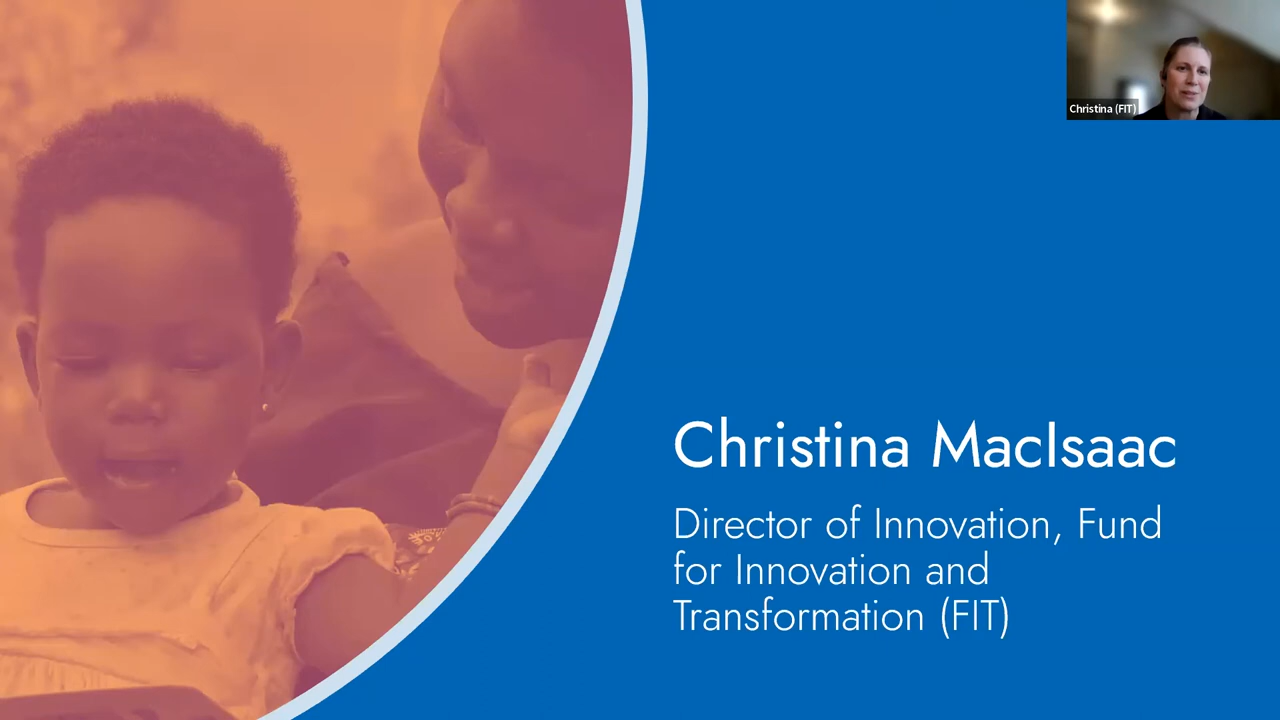 Christina (FIT)
Christina MacIsaac
Director of Innovation, Fund
for Innovation and
Transformation (FIT)